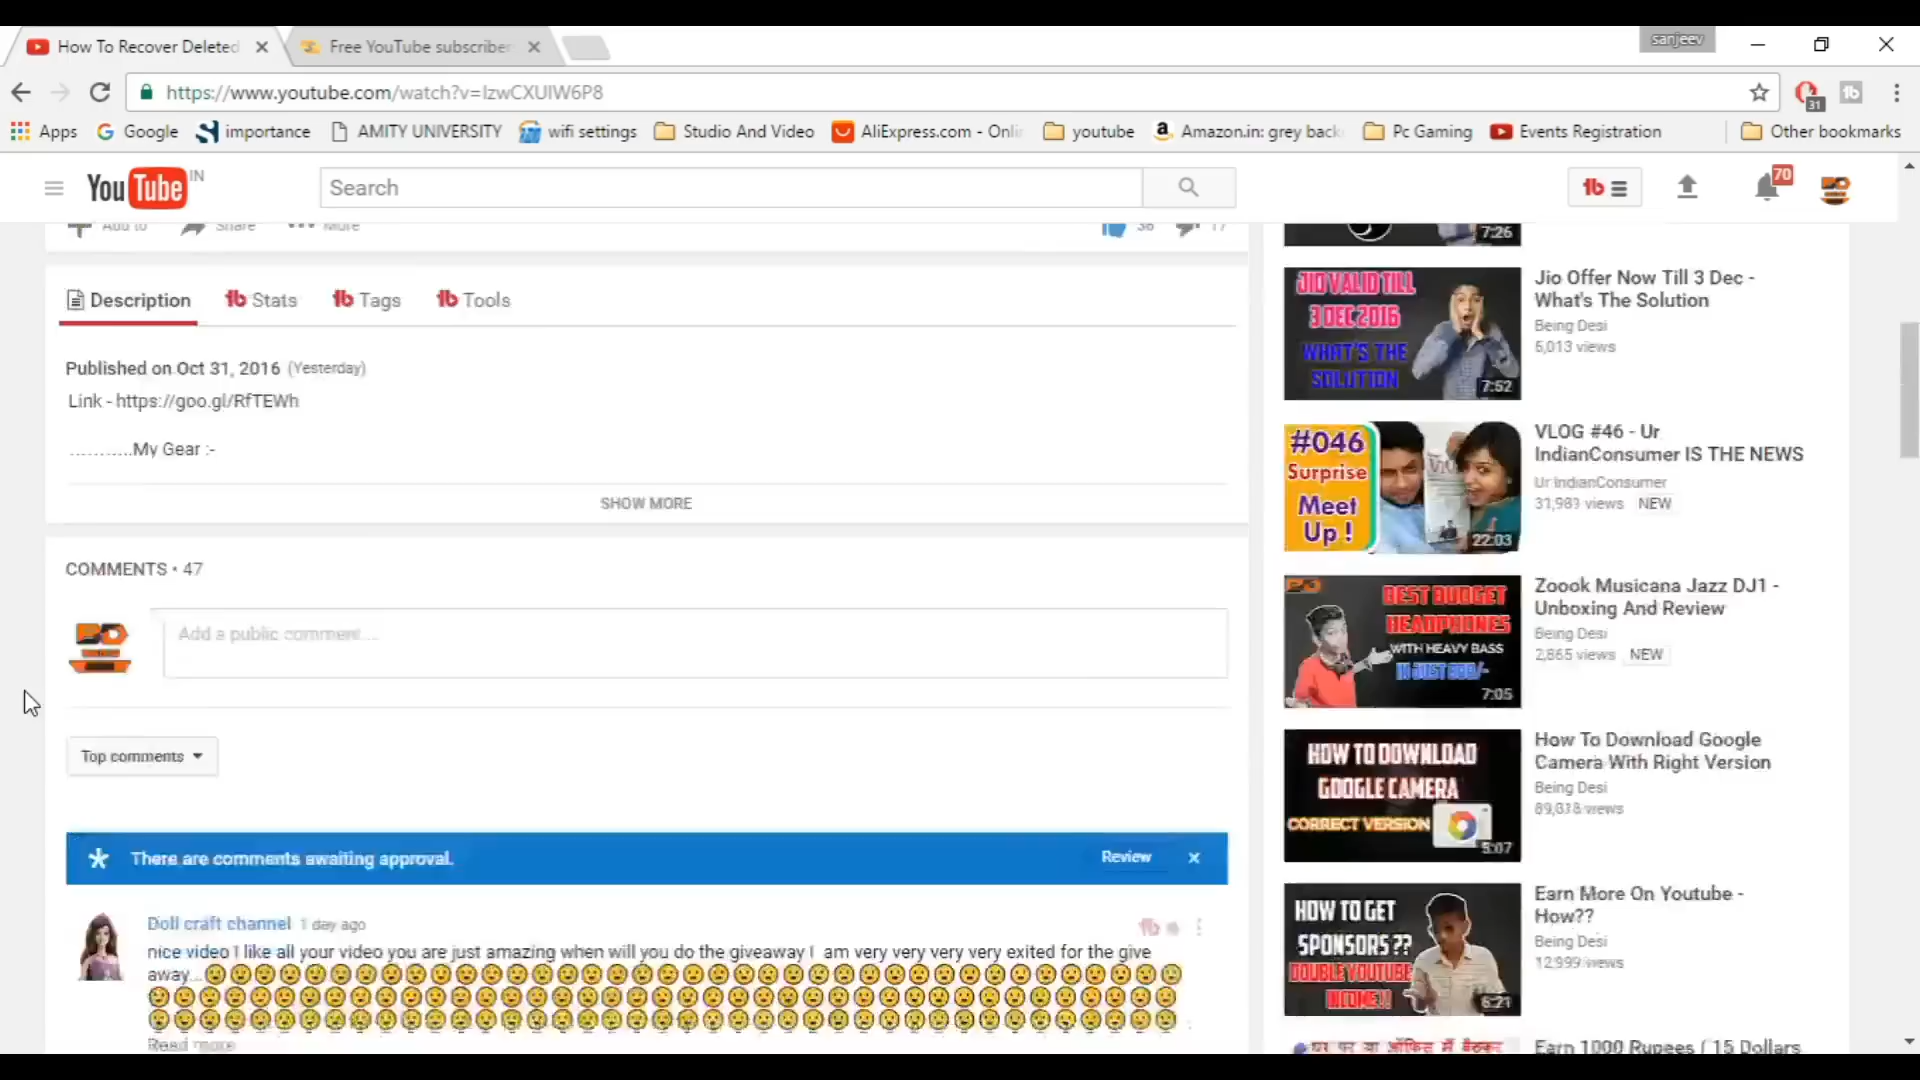 How To Recover Deleted
Free YouTube subscriber
sanjeev
https://www.youtube.com/watch?v=IzwCXUIW6P8
31
Apps
Google
importance
AMITY UNIVERSITY
wifi settings
Studio And Video
AliExpress.com - Onli
youtube
Amazon.in: grey back
Pc Gaming
Events Registration
Other bookmarks
YouTube IN
Search
70
Add to
Share
More
36
17
Description
Stats
Tags
Tools
Published on Oct 31, 2016 (Yesterday)
Link - https://goo.gl/RfTEWh
............My Gear :-
SHOW MORE
COMMENTS • 47
Add a public comment...
Top comments
There are comments awaiting approval.
Review
Doll craft channel 1 day ago
nice video I like all your video you are just amazing when will you do the giveaway I am very very very very exited for the give
away...
Read more
7:26
JIO VALID TILL
3 DEC 2016
WHAT'S THE
SOLUTION
7:52
Jio Offer Now Till 3 Dec -
What's The Solution
Being Desi
6,013 views
#046
Surprise
Meet
Up !
22:03
VLOG #46 - Ur
IndianConsumer IS THE NEWS
Ur IndianConsumer
31,983 views NEW
BEST BUDGET
HEADPHONES
WITH HEAVY BASS
7:05
Zoook Musicana Jazz DJ1 -
Unboxing And Review
Being Desi
2,865 views NEW
HOW TO DOWNLOAD
GOOGLE CAMERA
CORRECT VERSION
5:07
How To Download Google
Camera With Right Version
Being Desi
views
HOW TO GET
SPONSORS ??
DOUBLE YOUTUBE
INCOME!!
6:21
Earn More On Youtube -
How??
Being Desi
12,999 views
Earn 1000 Rupees ( 15 Dollars